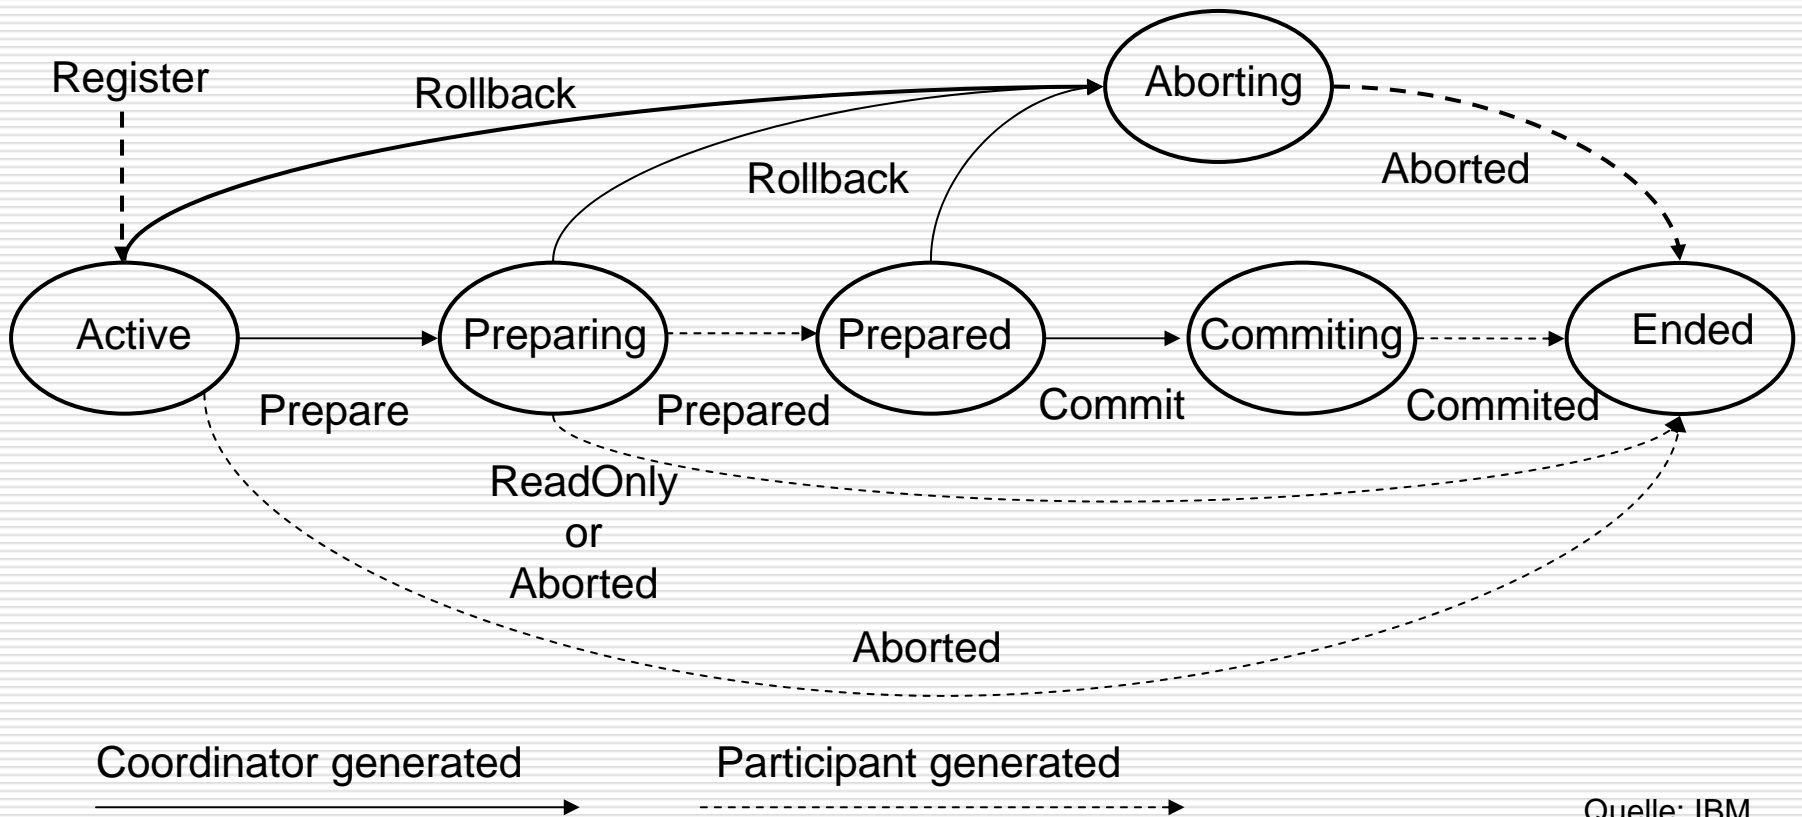 Register
Rollback
Aborting
Rollback
Aborted
Active
Preparing
Prepared
Commiting
Ended
Prepare
Prepared
Commit
Commited
ReadOnly
or
Aborted
Aborted
Coordinator generated
Participant generated
Quelle: IBM